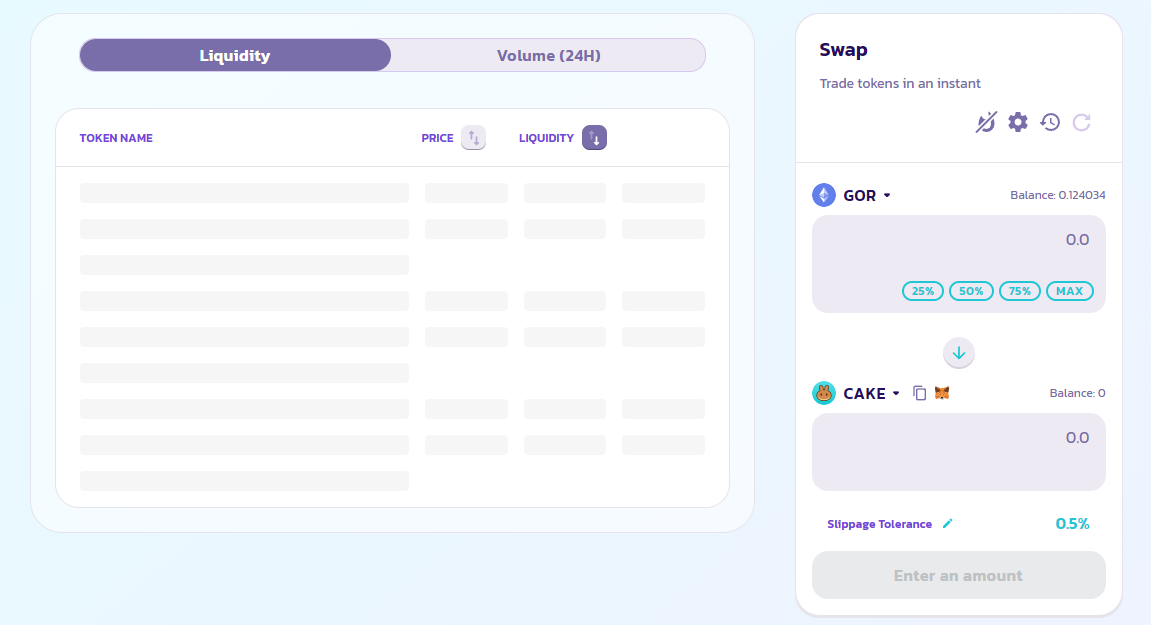 Liquidity
Volume (24H)
TOKEN NAME
PRICE
LIQUIDITY
Swap
Trade tokens in an instant
GOR
Balance: 0.124034
0.0
25%
50%
75%
MAX
CAKE
Balance: 0
0.0
Slippage Tolerance
0.5%
Enter an amount